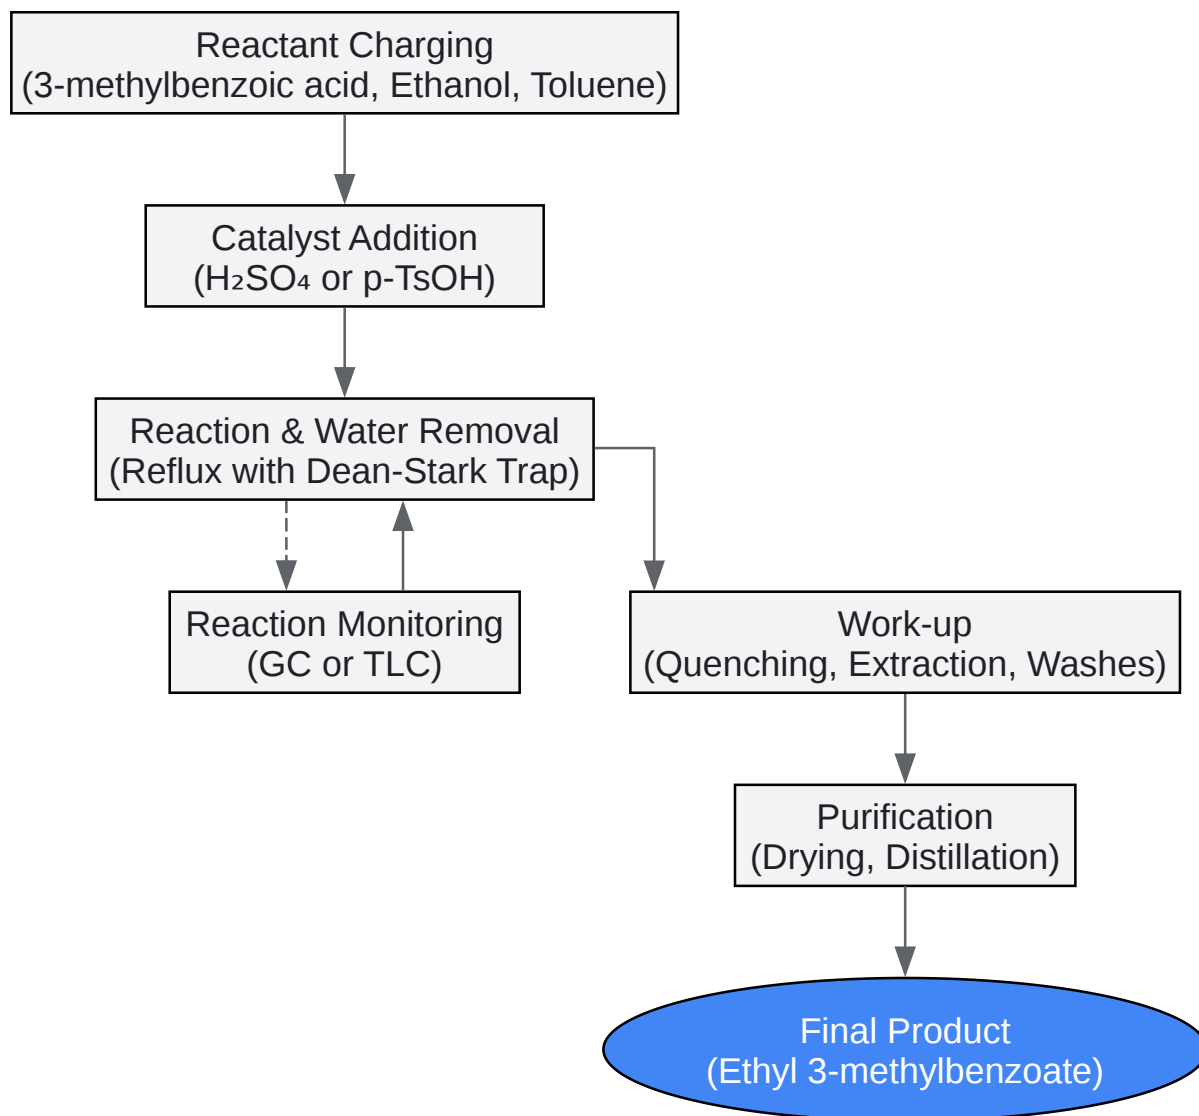 Reactant Charging
(3-methylbenzoic acid, Ethanol, Toluene)
Catalyst Addition
(H₂SO₄ or p-TsOH)
Reaction & Water Removal
(Reflux with Dean-Stark Trap)
Reaction Monitoring
(GC or TLC)
Work-up
(Quenching, Extraction, Washes)
Purification
(Drying, Distillation)
Final Product
(Ethyl 3-methylbenzoate)